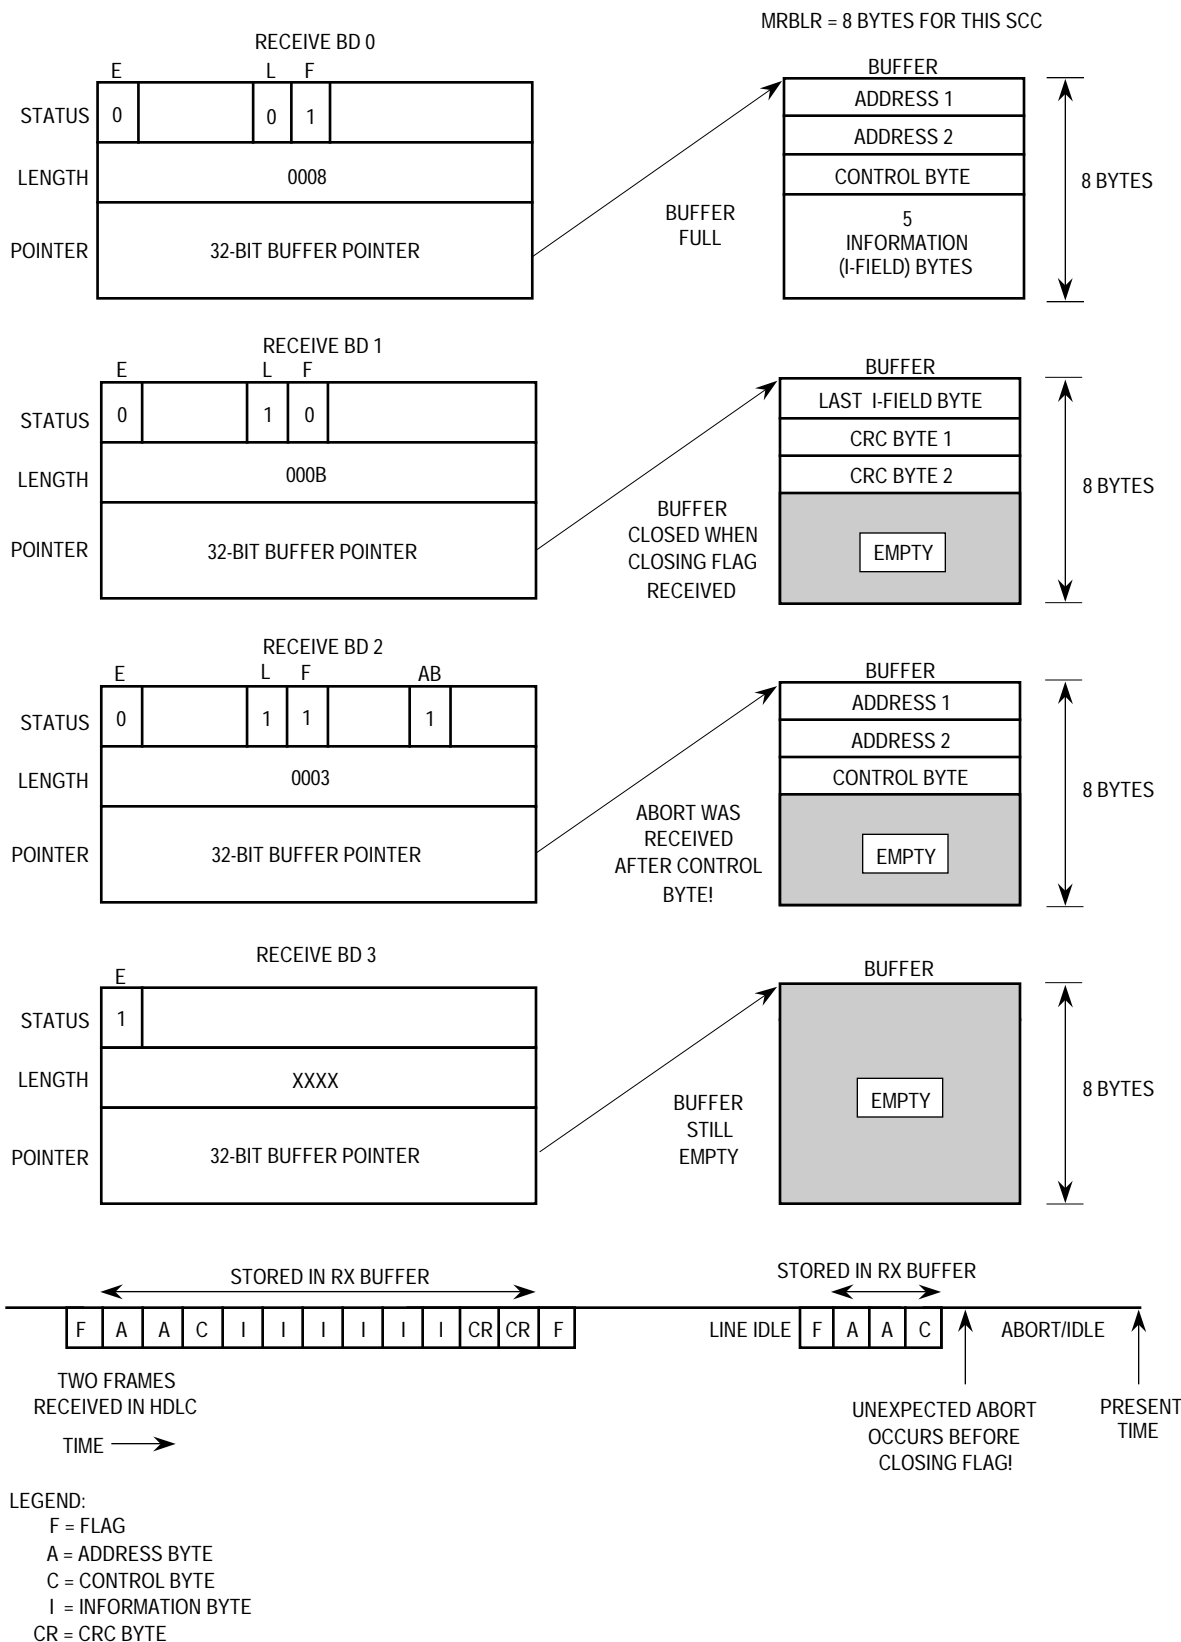 MRBLR = 8 BYTES FOR THIS SCC
RECEIVE BD 0
E L F
STATUS 0 0 1
LENGTH 0008
POINTER 32-BIT BUFFER POINTER
BUFFER
FULL
BUFFER
ADDRESS 1
ADDRESS 2
CONTROL BYTE
5
INFORMATION
(I-FIELD) BYTES
8 BYTES
RECEIVE BD 1
E L F
STATUS 0 1 0
LENGTH 000B
POINTER 32-BIT BUFFER POINTER
BUFFER
CLOSED WHEN
CLOSING FLAG
RECEIVED
BUFFER
LAST I-FIELD BYTE
CRC BYTE 1
CRC BYTE 2
EMPTY
8 BYTES
RECEIVE BD 2
E L F AB
STATUS 0 1 1 1
LENGTH 0003
POINTER 32-BIT BUFFER POINTER
ABORT WAS
RECEIVED
AFTER CONTROL
BYTE!
BUFFER
ADDRESS 1
ADDRESS 2
CONTROL BYTE
EMPTY
8 BYTES
RECEIVE BD 3
E
STATUS 1
LENGTH XXXX
POINTER 32-BIT BUFFER POINTER
BUFFER
STILL
EMPTY
BUFFER
EMPTY
8 BYTES
STORED IN RX BUFFER
STORED IN RX BUFFER
F A A C I I I I I I CR CR F LINE IDLE F A A C ABORT/IDLE
TWO FRAMES
RECEIVED IN HDLC
TIME
UNEXPECTED ABORT
OCCURS BEFORE
CLOSING FLAG!
PRESENT
TIME
LEGEND:
F = FLAG
A = ADDRESS BYTE
C = CONTROL BYTE
I = INFORMATION BYTE
CR = CRC BYTE